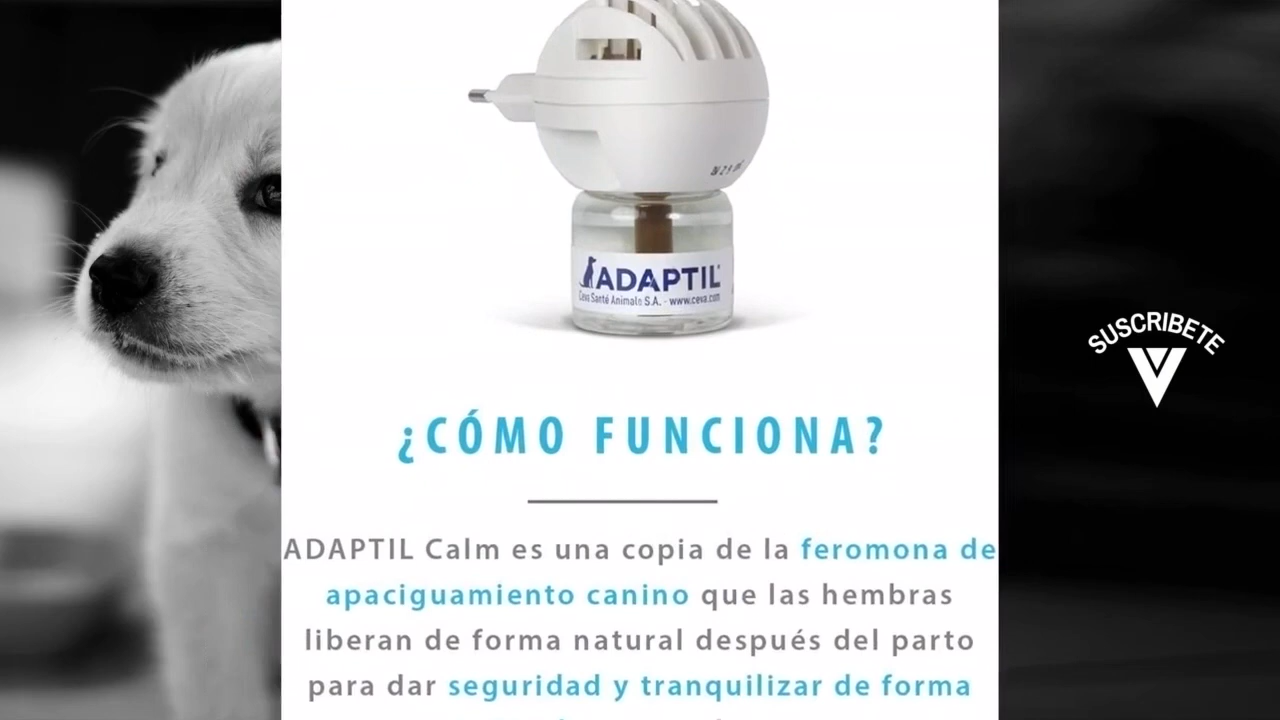 ADAPTIL
Ceva Santé Animale S.A. - www.ceva.com
SUSCRIBETE
¿CÓMO FUNCIONA?
ADAPTIL Calm es una copia de la feromona de
apaciguamiento canino que las hembras
liberan de forma natural después del parto
para dar seguridad y tranquilizar de forma